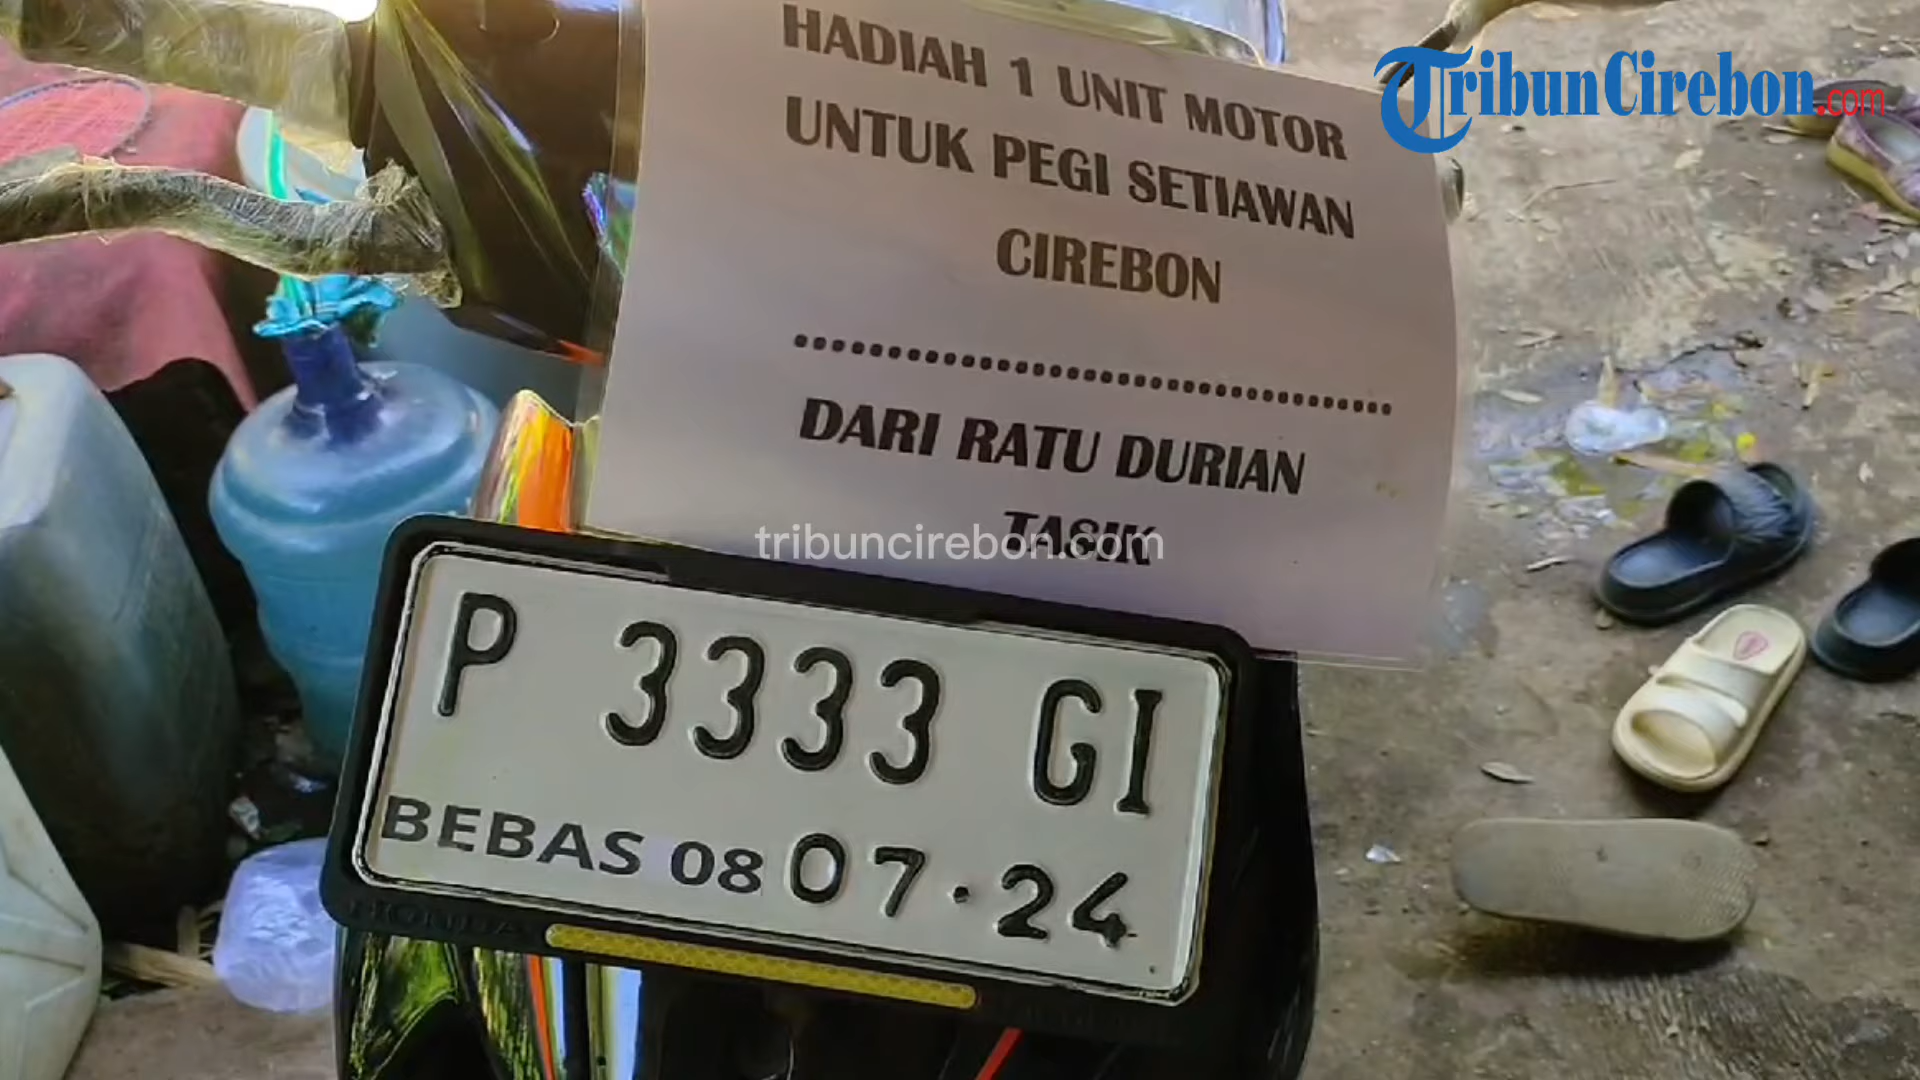 HADIAH 1 UNIT MOTOR
UNTUK PEGI SETIAWAN
CIREBON
................................
DARI RATU DURIAN
TASIK
TribunCirebon.com
tribuncirebon.com
P 3333 GI
BEBAS 08 07·24
HONDA